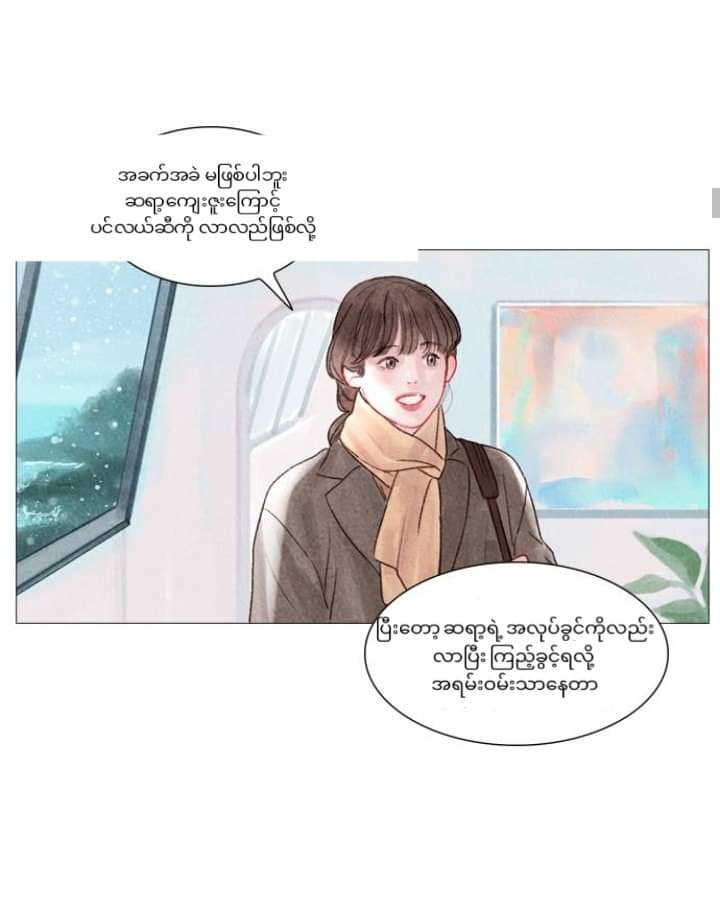 အခက်အခဲ မဖြစ်ပါဘူး
ဆရာ့ကျေးဇူးကြောင့်
ပင်လယ်ဆီကို လာလည်ဖြစ်လို့
ပြီးတော့ ဆရာ့ရဲ့ အလုပ်ခွင်ကိုလည်း
လာပြီး ကြည့်ခွင့်ရလို့
အရမ်းဝမ်းသာနေတာ